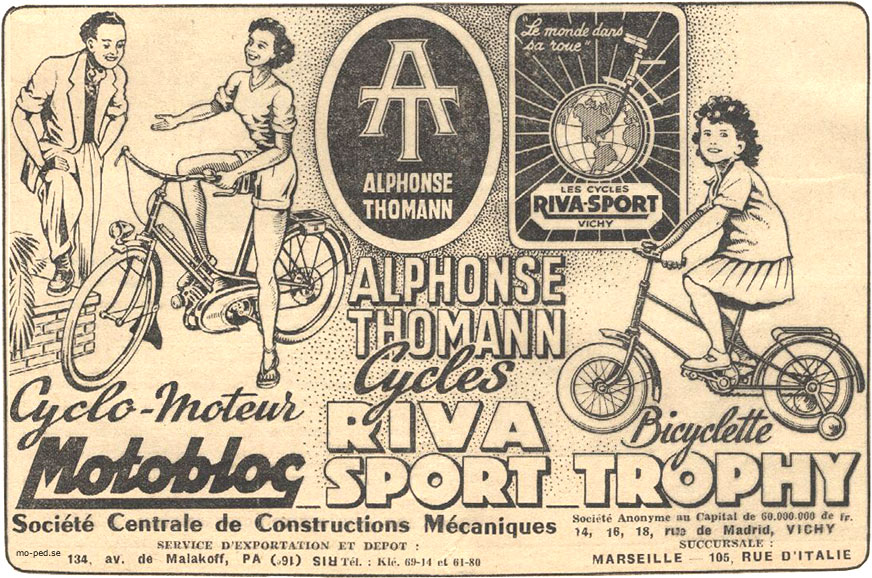 "Le monde dans
sa roue"
AT
ALPHONSE
THOMANN
LES CYCLES
RIVA-SPORT
VICHY
ALPHONSE
THOMANN
Cycles
RIVA
SPORT
Cyclo-Moteur
Motobloc
Bicyclette
TROPHY
Société Centrale de Constructions Mécaniques
Société Anonyme au Capital de 60.000.000 de fr.
14, 16, 18, rue de Madrid, VICHY
SERVICE D'EXPORTATION ET DEPOT :
134, av. de Malakoff, PA (16e) SIR Tél. : Klé. 69-14 et 61-80
SUCCURSALE :
MARSEILLE — 105, RUE D'ITALIE
mo-ped.se